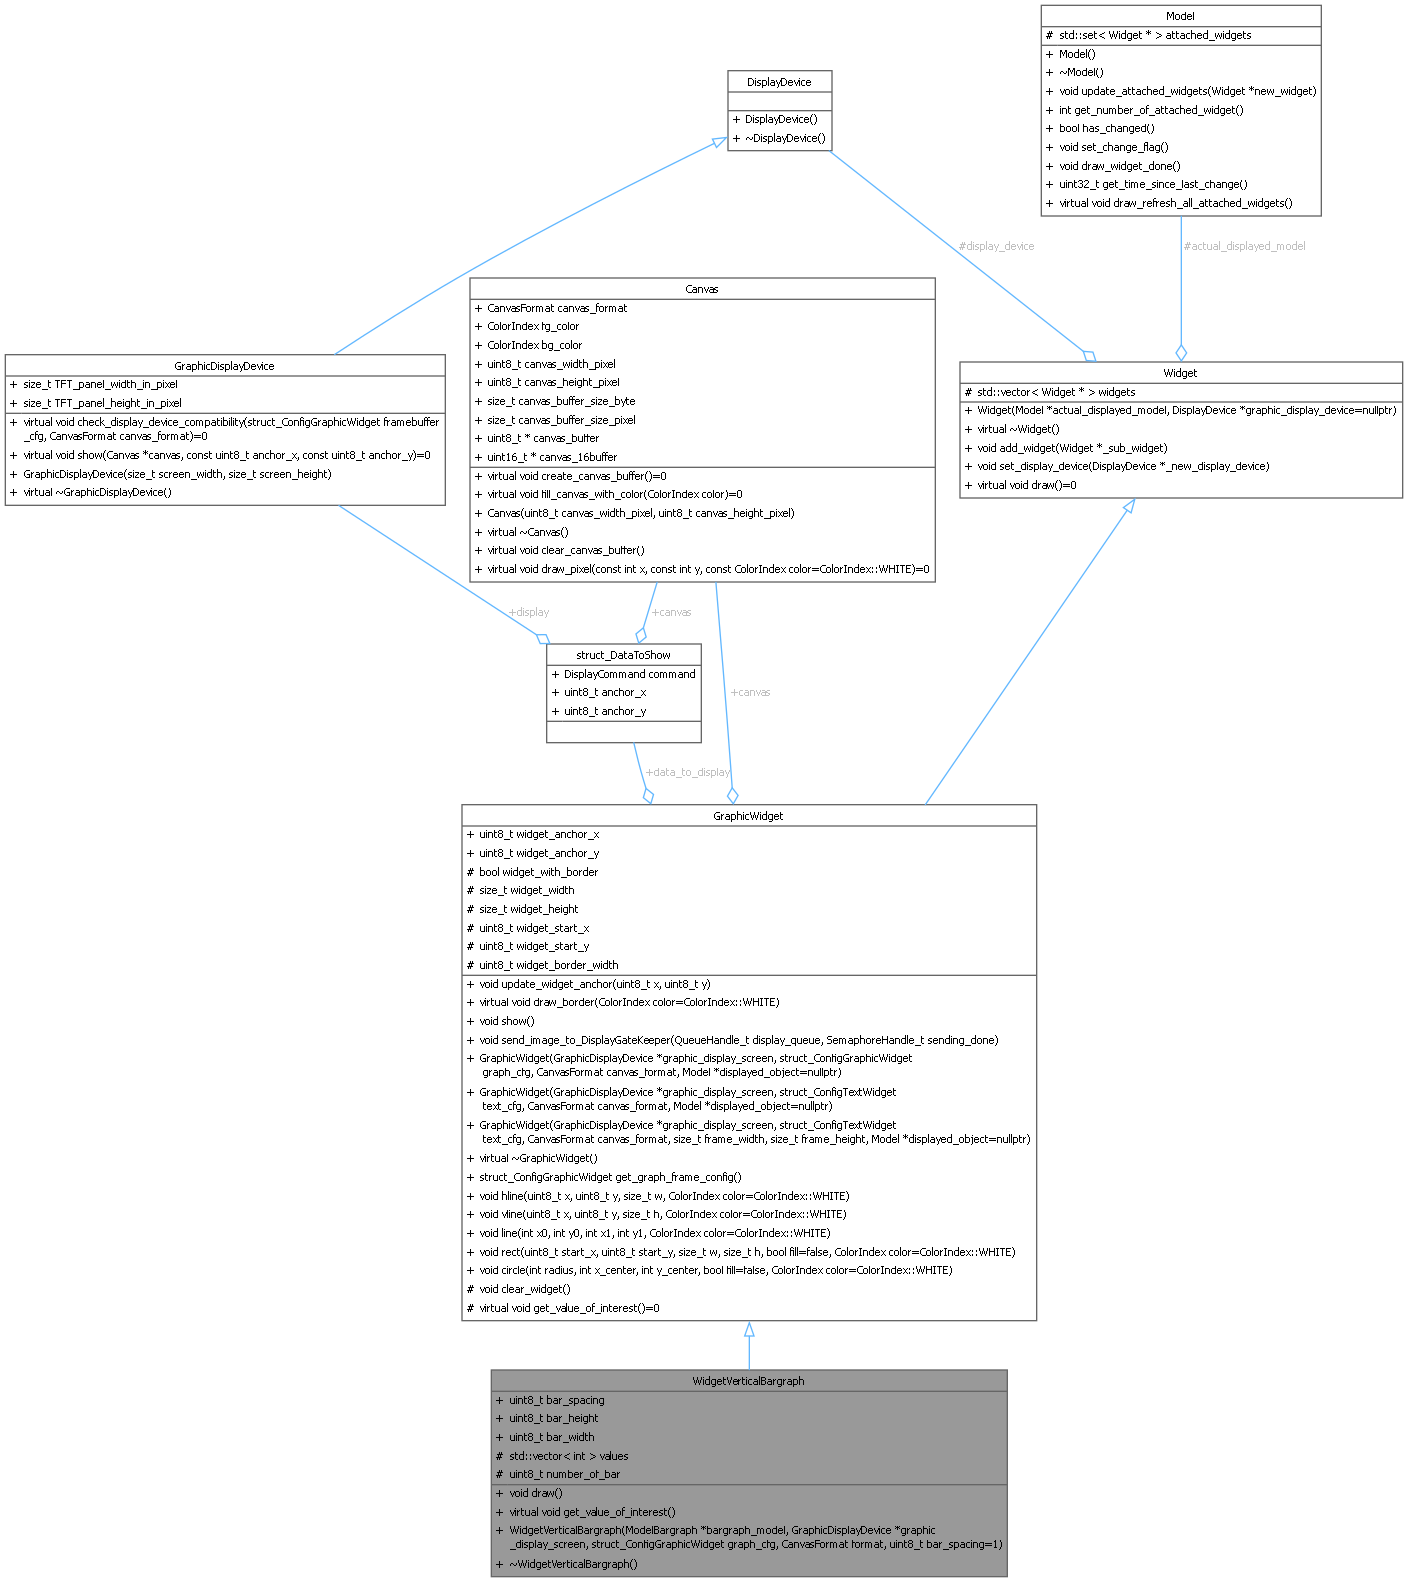 Model
# std::set< Widget * > attached_widgets
+ Model()
+ ~Model()
+ void update_attached_widgets(Widget *new_widget)
+ int get_number_of_attached_widget()
+ bool has_changed()
+ void set_change_flag()
+ void draw_widget_done()
+ uint32_t get_time_since_last_change()
+ virtual void draw_refresh_all_attached_widgets()
DisplayDevice
+ DisplayDevice()
+ ~DisplayDevice()
#display_device
#actual_displayed_model
Canvas
+ CanvasFormat canvas_format
+ ColorIndex fg_color
+ ColorIndex bg_color
+ uint8_t canvas_width_pixel
+ uint8_t canvas_height_pixel
+ size_t canvas_buffer_size_byte
+ size_t canvas_buffer_size_pixel
+ uint8_t * canvas_buffer
+ uint16_t * canvas_16buffer
+ virtual void create_canvas_buffer()=0
+ virtual void fill_canvas_with_color(ColorIndex color)=0
+ Canvas(uint8_t canvas_width_pixel, uint8_t canvas_height_pixel)
+ virtual ~Canvas()
+ virtual void clear_canvas_buffer()
+ virtual void draw_pixel(const int x, const int y, const ColorIndex color=ColorIndex::WHITE)=0
GraphicDisplayDevice
+ size_t TFT_panel_width_in_pixel
+ size_t TFT_panel_height_in_pixel
+ virtual void check_display_device_compatibility(struct_ConfigGraphicWidget framebuffer
_cfg, CanvasFormat canvas_format)=0
+ virtual void show(Canvas *canvas, const uint8_t anchor_x, const uint8_t anchor_y)=0
+ GraphicDisplayDevice(size_t screen_width, size_t screen_height)
+ virtual ~GraphicDisplayDevice()
Widget
# std::vector< Widget * > widgets
+ Widget(Model *actual_displayed_model, DisplayDevice *graphic_display_device=nullptr)
+ virtual ~Widget()
+ void add_widget(Widget *_sub_widget)
+ void set_display_device(DisplayDevice *_new_display_device)
+ virtual void draw()=0
+display
+canvas
struct_DataToShow
+ DisplayCommand command
+ uint8_t anchor_x
+ uint8_t anchor_y
+canvas
+data_to_display
GraphicWidget
+ uint8_t widget_anchor_x
+ uint8_t widget_anchor_y
# bool widget_with_border
# size_t widget_width
# size_t widget_height
# uint8_t widget_start_x
# uint8_t widget_start_y
# uint8_t widget_border_width
+ void update_widget_anchor(uint8_t x, uint8_t y)
+ virtual void draw_border(ColorIndex color=ColorIndex::WHITE)
+ void show()
+ void send_image_to_DisplayGateKeeper(QueueHandle_t display_queue, SemaphoreHandle_t sending_done)
+ GraphicWidget(GraphicDisplayDevice *graphic_display_screen, struct_ConfigGraphicWidget
graph_cfg, CanvasFormat canvas_format, Model *displayed_object=nullptr)
+ GraphicWidget(GraphicDisplayDevice *graphic_display_screen, struct_ConfigTextWidget
text_cfg, CanvasFormat canvas_format, Model *displayed_object=nullptr)
+ GraphicWidget(GraphicDisplayDevice *graphic_display_screen, struct_ConfigTextWidget
text_cfg, CanvasFormat canvas_format, size_t frame_width, size_t frame_height, Model *displayed_object=nullptr)
+ virtual ~GraphicWidget()
+ struct_ConfigGraphicWidget get_graph_frame_config()
+ void hline(uint8_t x, uint8_t y, size_t w, ColorIndex color=ColorIndex::WHITE)
+ void vline(uint8_t x, uint8_t y, size_t h, ColorIndex color=ColorIndex::WHITE)
+ void line(int x0, int y0, int x1, int y1, ColorIndex color=ColorIndex::WHITE)
+ void rect(uint8_t start_x, uint8_t start_y, size_t w, size_t h, bool fill=false, ColorIndex color=ColorIndex::WHITE)
+ void circle(int radius, int x_center, int y_center, bool fill=false, ColorIndex color=ColorIndex::WHITE)
# void clear_widget()
# virtual void get_value_of_interest()=0
WidgetVerticalBargraph
+ uint8_t bar_spacing
+ uint8_t bar_height
+ uint8_t bar_width
# std::vector< int > values
# uint8_t number_of_bar
+ void draw()
+ virtual void get_value_of_interest()
+ WidgetVerticalBargraph(ModelBargraph *bargraph_model, GraphicDisplayDevice *graphic
_display_screen, struct_ConfigGraphicWidget graph_cfg, CanvasFormat format, uint8_t bar_spacing=1)
+ ~WidgetVerticalBargraph()